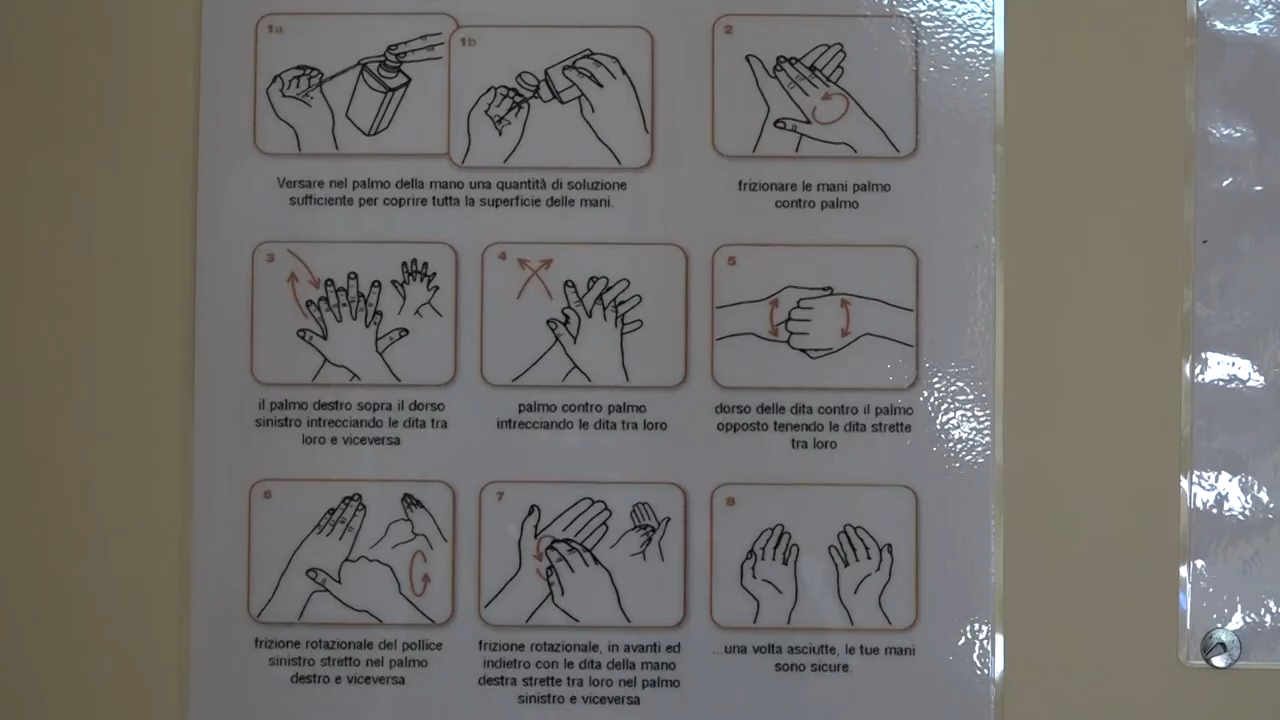 1a
1b
2
Versare nel palmo della mano una quantità di soluzione
sufficiente per coprire tutta la superficie delle mani.
frizionare le mani palmo
contro palmo
3
4
5
il palmo destro sopra il dorso
sinistro intrecciando le dita tra
loro e viceversa
palmo contro palmo
intrecciando le dita tra loro
dorso delle dita contro il palmo
opposto tenendo le dita strette
tra loro
6
7
8
frizione rotazionale del pollice
sinistro stretto nel palmo
destro e viceversa
frizione rotazionale, in avanti ed
indietro con le dita della mano
destra strette tra loro nel palmo
sinistro e viceversa
...una volta asciutte, le tue mani
sono sicure.